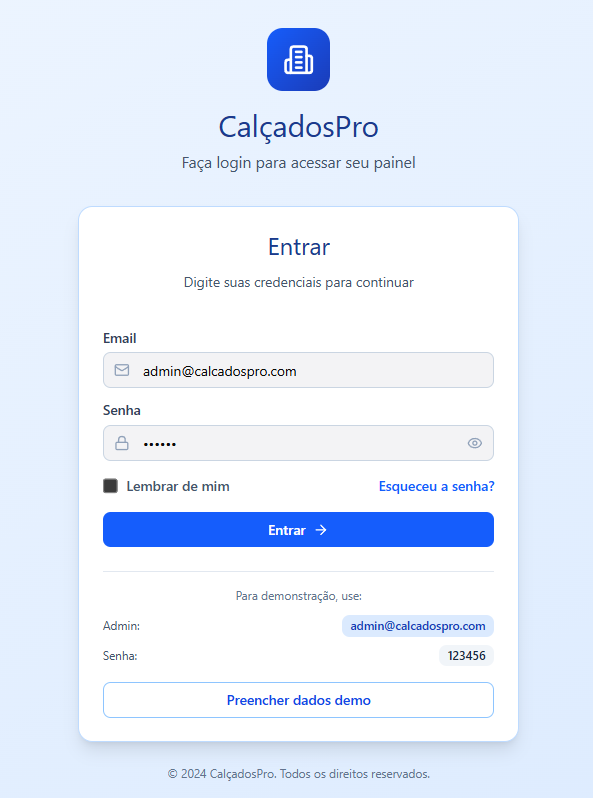 CalçadosPro
Faça login para acessar seu painel
Entrar
Digite suas credenciais para continuar
Email
admin@calcadospro.com
Senha
••••••
Lembrar de mim
Esqueceu a senha?
Entrar →
Para demonstração, use:
Admin:
admin@calcadospro.com
Senha:
123456
Preencher dados demo
© 2024 CalçadosPro. Todos os direitos reservados.